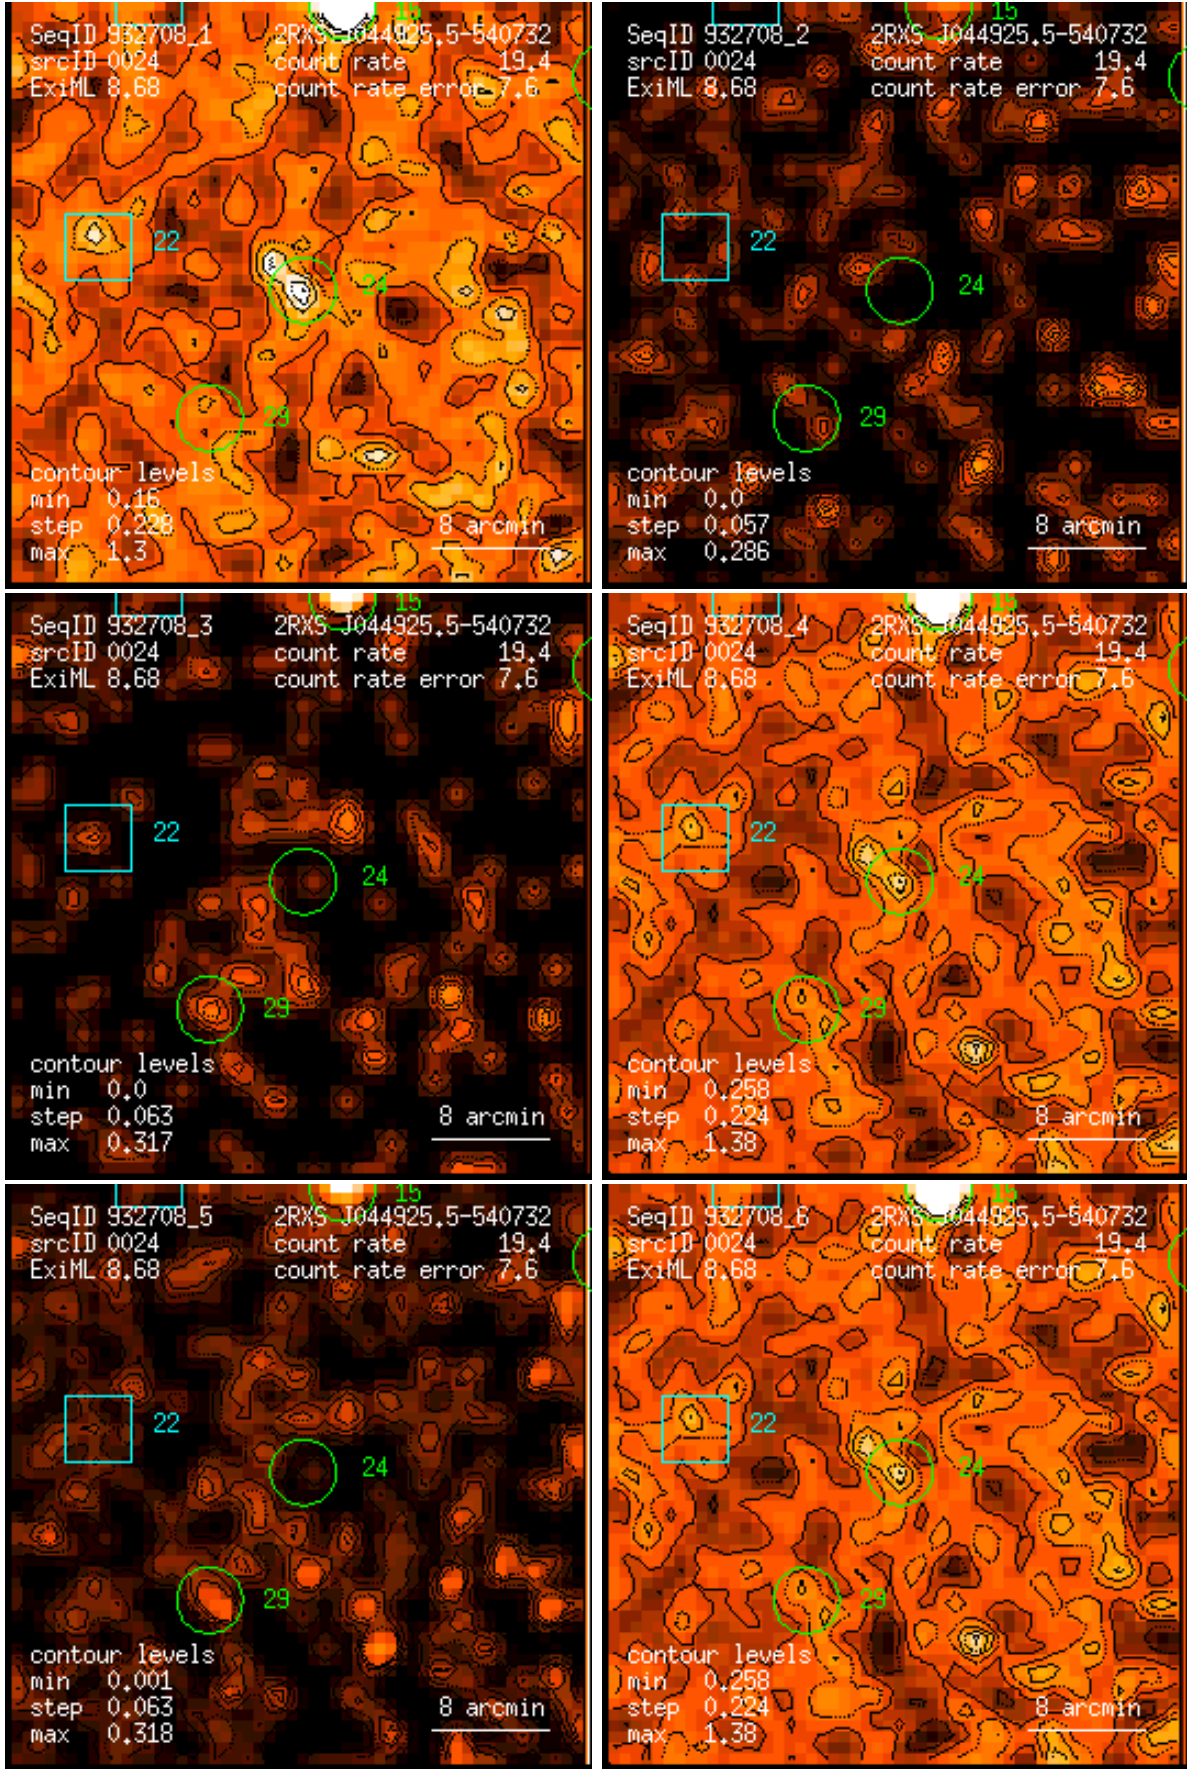 15
SeqID 932708_1 2RXS J044925.5-540732
srcID 0024 count rate 19.4
ExiML 8.68 count rate error 7.6
22
24
29
contour levels
min 0.16
step 0.228
max 1.3
8 arcmin
15
SeqID 932708_2 2RXS J044925.5-540732
srcID 0024 count rate 19.4
ExiML 8.68 count rate error 7.6
22
24
29
contour levels
min 0.0
step 0.057
max 0.286
8 arcmin
15
SeqID 932708_3 2RXS J044925.5-540732
srcID 0024 count rate 19.4
ExiML 8.68 count rate error 7.6
22
24
29
contour levels
min 0.0
step 0.063
max 0.317
8 arcmin
15
SeqID 932708_4 2RXS J044925.5-540732
srcID 0024 count rate 19.4
ExiML 8.68 count rate error 7.6
22
24
29
contour levels
min 0.258
step 0.224
max 1.38
8 arcmin
15
SeqID 932708_5 2RXS J044925.5-540732
srcID 0024 count rate 19.4
ExiML 8.68 count rate error 7.6
22
24
29
contour levels
min 0.001
step 0.063
max 0.318
8 arcmin
15
SeqID 932708_6 2RXS J044925.5-540732
srcID 0024 count rate 19.4
ExiML 8.68 count rate error 7.6
22
24
29
contour levels
min 0.258
step 0.224
max 1.38
8 arcmin